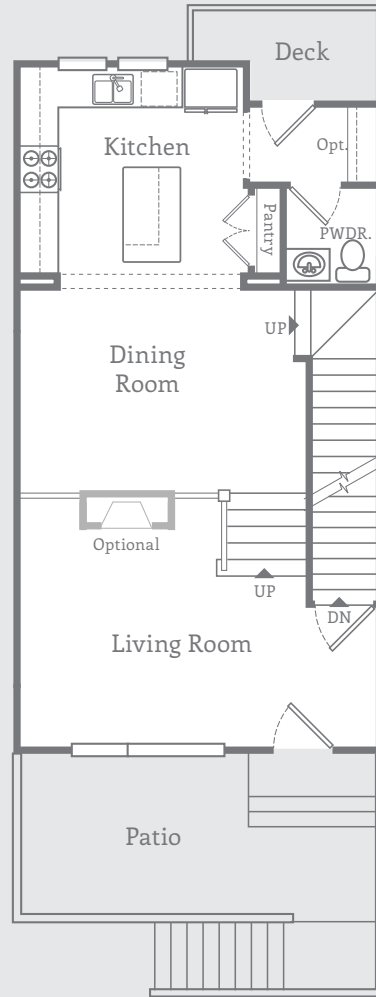 Deck
Kitchen
Opt.
Pantry
PWDR.
UP
Dining
Room
Optional
UP
DN
Living Room
Patio